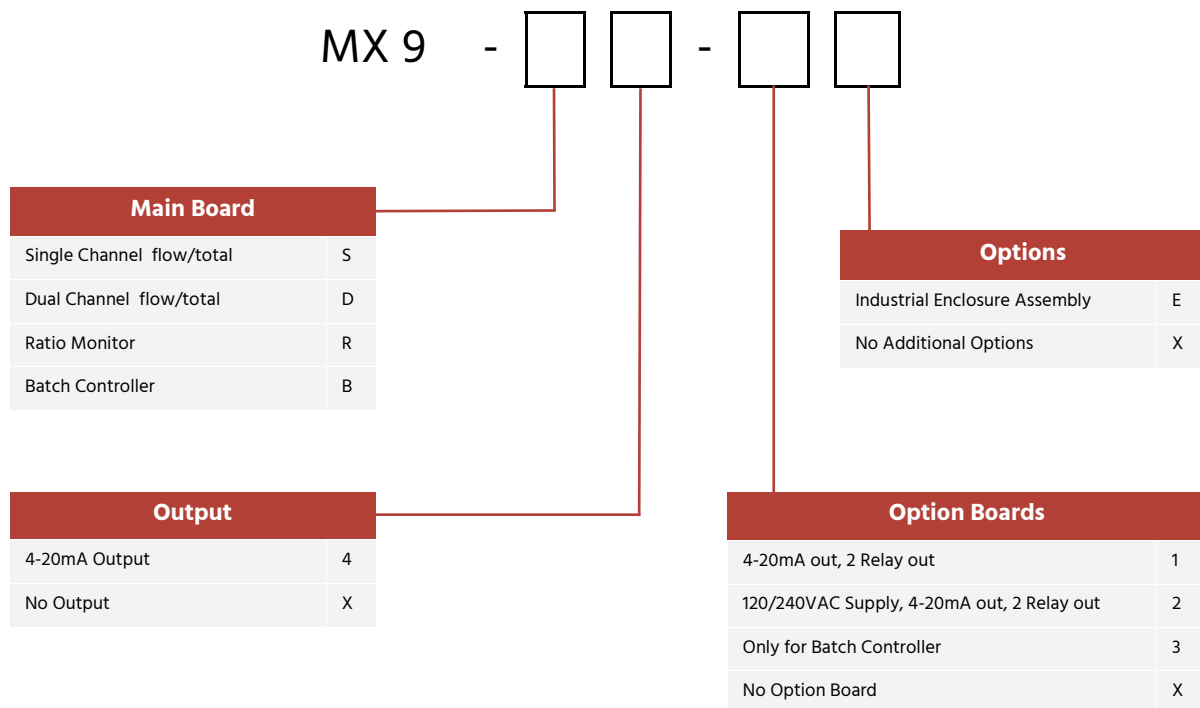 MX 9 - -
Main Board
Single Channel flow/total S
Dual Channel flow/total D
Ratio Monitor R
Batch Controller B
Options
Industrial Enclosure Assembly E
No Additional Options X
Output
4-20mA Output 4
No Output X
Option Boards
4-20mA out, 2 Relay out 1
120/240VAC Supply, 4-20mA out, 2 Relay out 2
Only for Batch Controller 3
No Option Board X